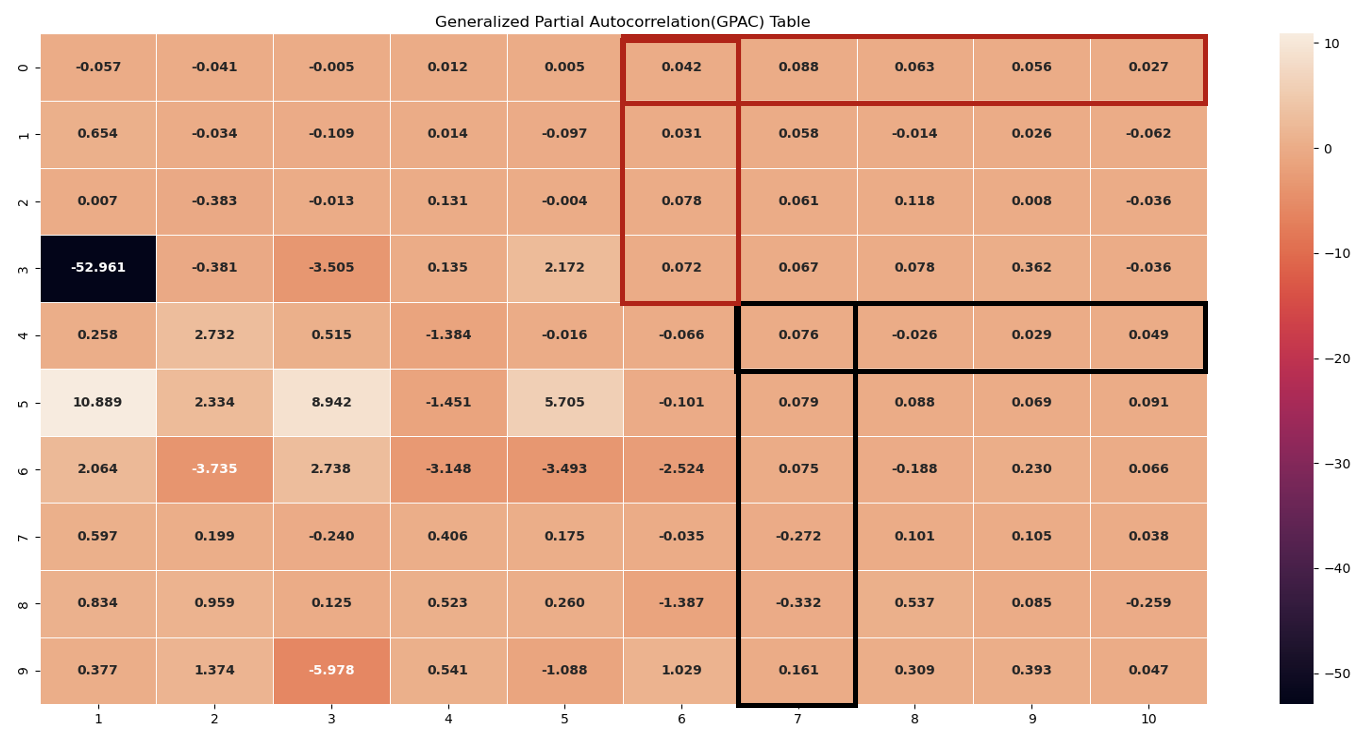 Generalized Partial Autocorrelation(GPAC) Table
0 -0.057 -0.041 -0.005 0.012 0.005 0.042 0.088 0.063 0.056 0.027
1 0.654 -0.034 -0.109 0.014 -0.097 0.031 0.058 -0.014 0.026 -0.062
2 0.007 -0.383 -0.013 0.131 -0.004 0.078 0.061 0.118 0.008 -0.036
3 -52.961 -0.381 -3.505 0.135 2.172 0.072 0.067 0.078 0.362 -0.036
4 0.258 2.732 0.515 -1.384 -0.016 -0.066 0.076 -0.026 0.029 0.049
5 10.889 2.334 8.942 -1.451 5.705 -0.101 0.079 0.088 0.069 0.091
6 2.064 -3.735 2.738 -3.148 -3.493 -2.524 0.075 -0.188 0.230 0.066
7 0.597 0.199 -0.240 0.406 0.175 -0.035 -0.272 0.101 0.105 0.038
8 0.834 0.959 0.125 0.523 0.260 -1.387 -0.332 0.537 0.085 -0.259
9 0.377 1.374 -5.978 0.541 -1.088 1.029 0.161 0.309 0.393 0.047
1 2 3 4 5 6 7 8 9 10
10
0
−10
−20
−30
−40
−50